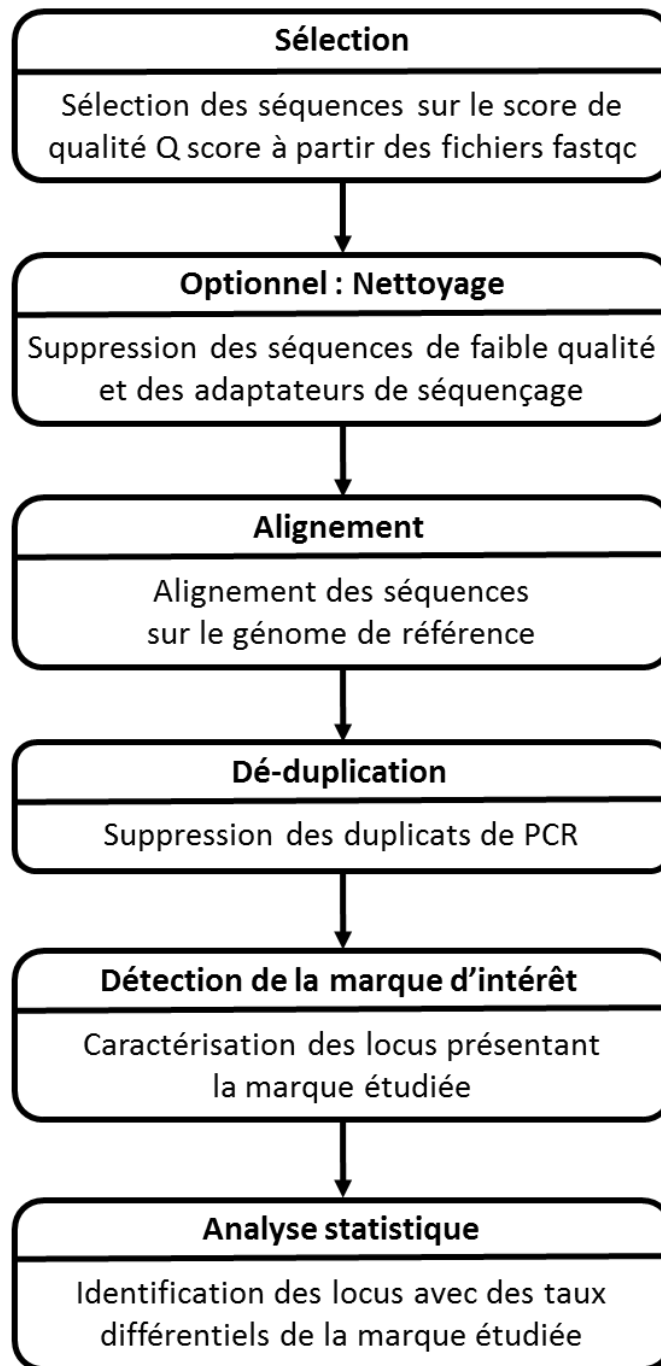 Sélection
Sélection des séquences sur le score de
qualité Q score à partir des fichiers fastqc
Optionnel : Nettoyage
Suppression des séquences de faible qualité
et des adaptateurs de séquençage
Alignement
Alignement des séquences
sur le génome de référence
Dé-duplication
Suppression des duplicats de PCR
Détection de la marque d’intérêt
Caractérisation des locus présentant
la marque étudiée
Analyse statistique
Identification des locus avec des taux
différentiels de la marque étudiée